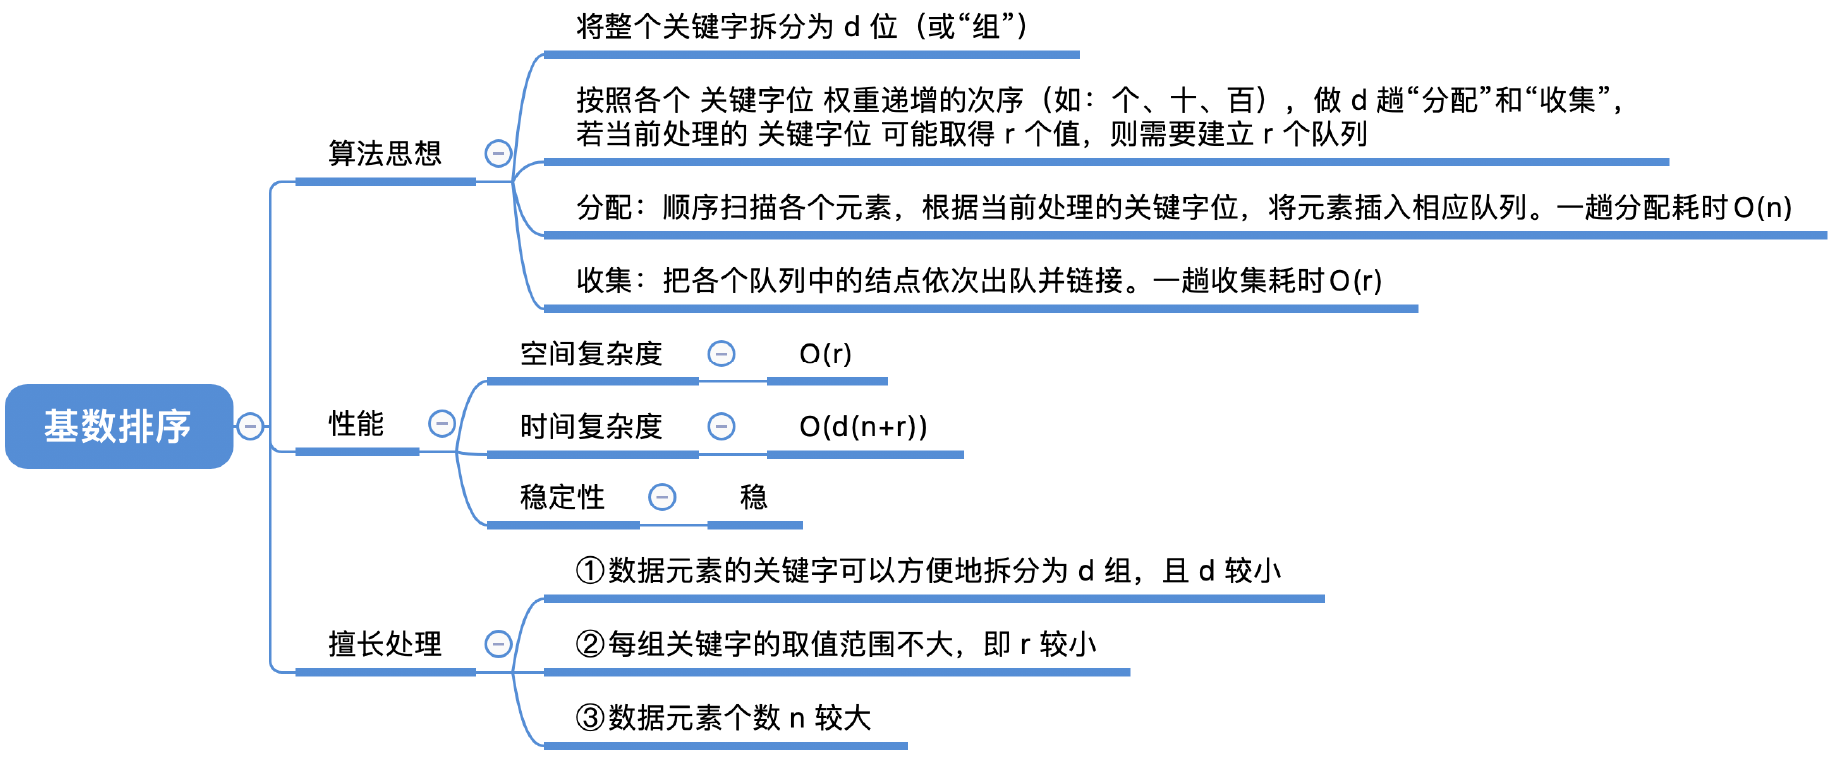 将整个关键字拆分为 d 位（或“组”）
按照各个 关键字位 权重递增的次序（如：个、十、百），做 d 趟“分配”和“收集”，
若当前处理的 关键字位 可能取得 r 个值，则需要建立 r 个队列
算法思想
分配：顺序扫描各个元素，根据当前处理的关键字位，将元素插入相应队列。一趟分配耗时O(n)
收集：把各个队列中的结点依次出队并链接。一趟收集耗时O(r)
基数排序
性能
空间复杂度
O(r)
时间复杂度
O(d(n+r))
稳定性
稳
擅长处理
①数据元素的关键字可以方便地拆分为 d 组，且 d 较小
②每组关键字的取值范围不大，即 r 较小
③数据元素个数 n 较大